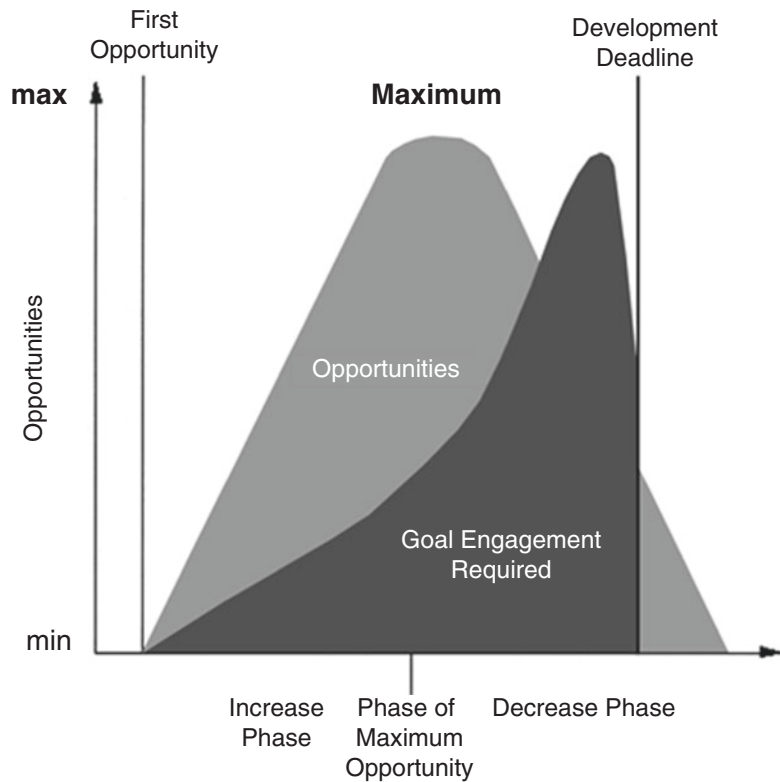 First
Opportunity
Development
Deadline
max
Maximum
Opportunities
Opportunities
Goal Engagement
Required
min
Increase
Phase
Phase of
Maximum
Opportunity
Decrease Phase